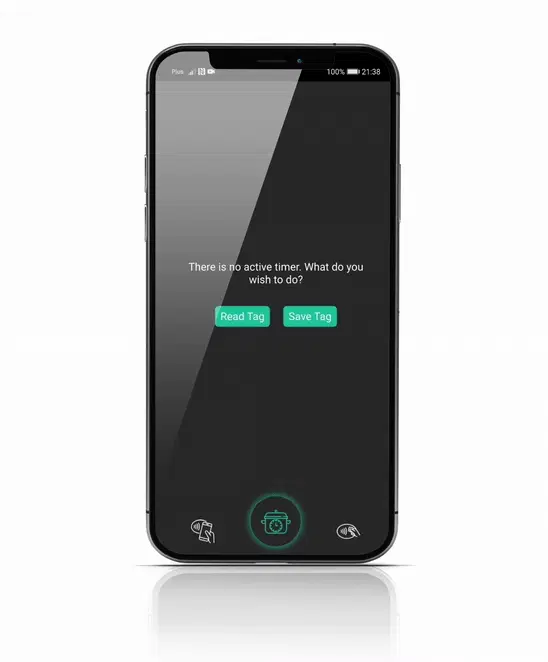 Plus 100% 21:38
There is no active timer. What do you
wish to do?
Read Tag Save Tag